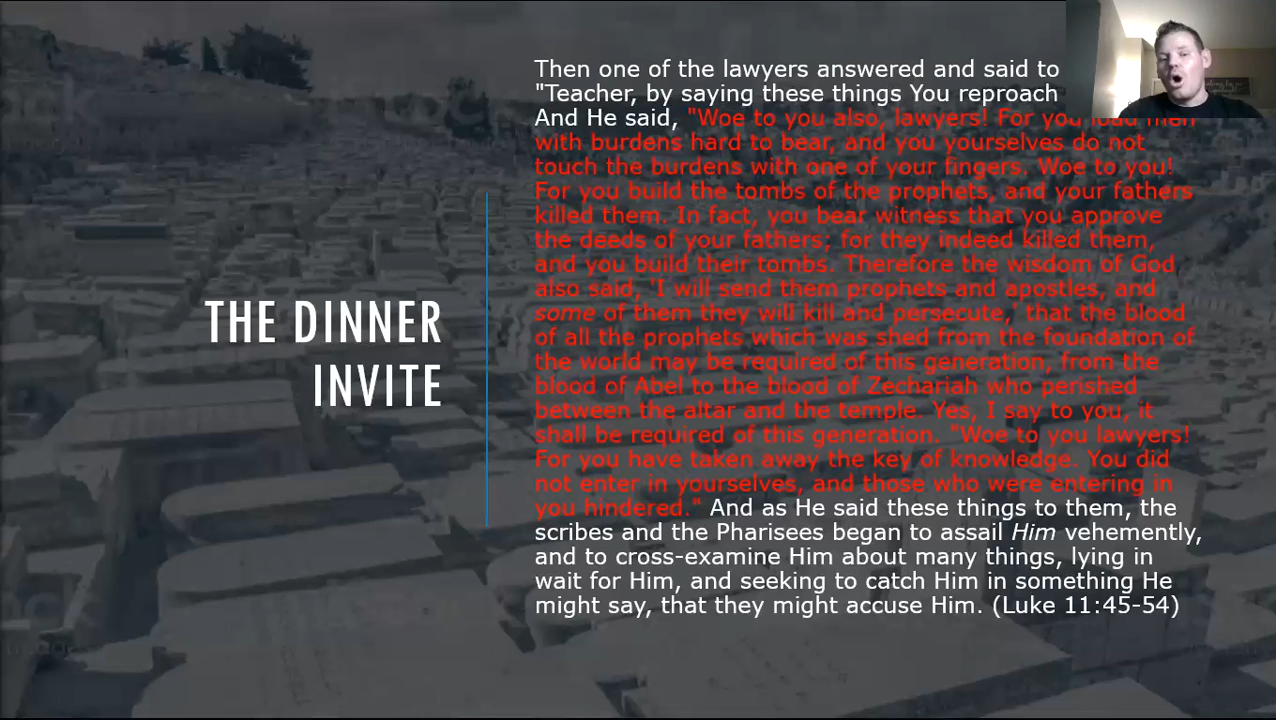 THE DINNER
INVITE
Then one of the lawyers answered and said to
"Teacher, by saying these things You reproach
And He said, "Woe to you also, lawyers! For you load men
with burdens hard to bear, and you yourselves do not
touch the burdens with one of your fingers. Woe to you!
For you build the tombs of the prophets, and your fathers
killed them. In fact, you bear witness that you approve
the deeds of your fathers; for they indeed killed them,
and you build their tombs. Therefore the wisdom of God
also said, 'I will send them prophets and apostles, and
some of them they will kill and persecute,' that the blood
of all the prophets which was shed from the foundation of
the world may be required of this generation, from the
blood of Abel to the blood of Zechariah who perished
between the altar and the temple. Yes, I say to you, it
shall be required of this generation. "Woe to you lawyers!
For you have taken away the key of knowledge. You did
not enter in yourselves, and those who were entering in
you hindered." And as He said these things to them, the
scribes and the Pharisees began to assail Him vehemently,
and to cross-examine Him about many things, lying in
wait for Him, and seeking to catch Him in something He
might say, that they might accuse Him. (Luke 11:45-54)